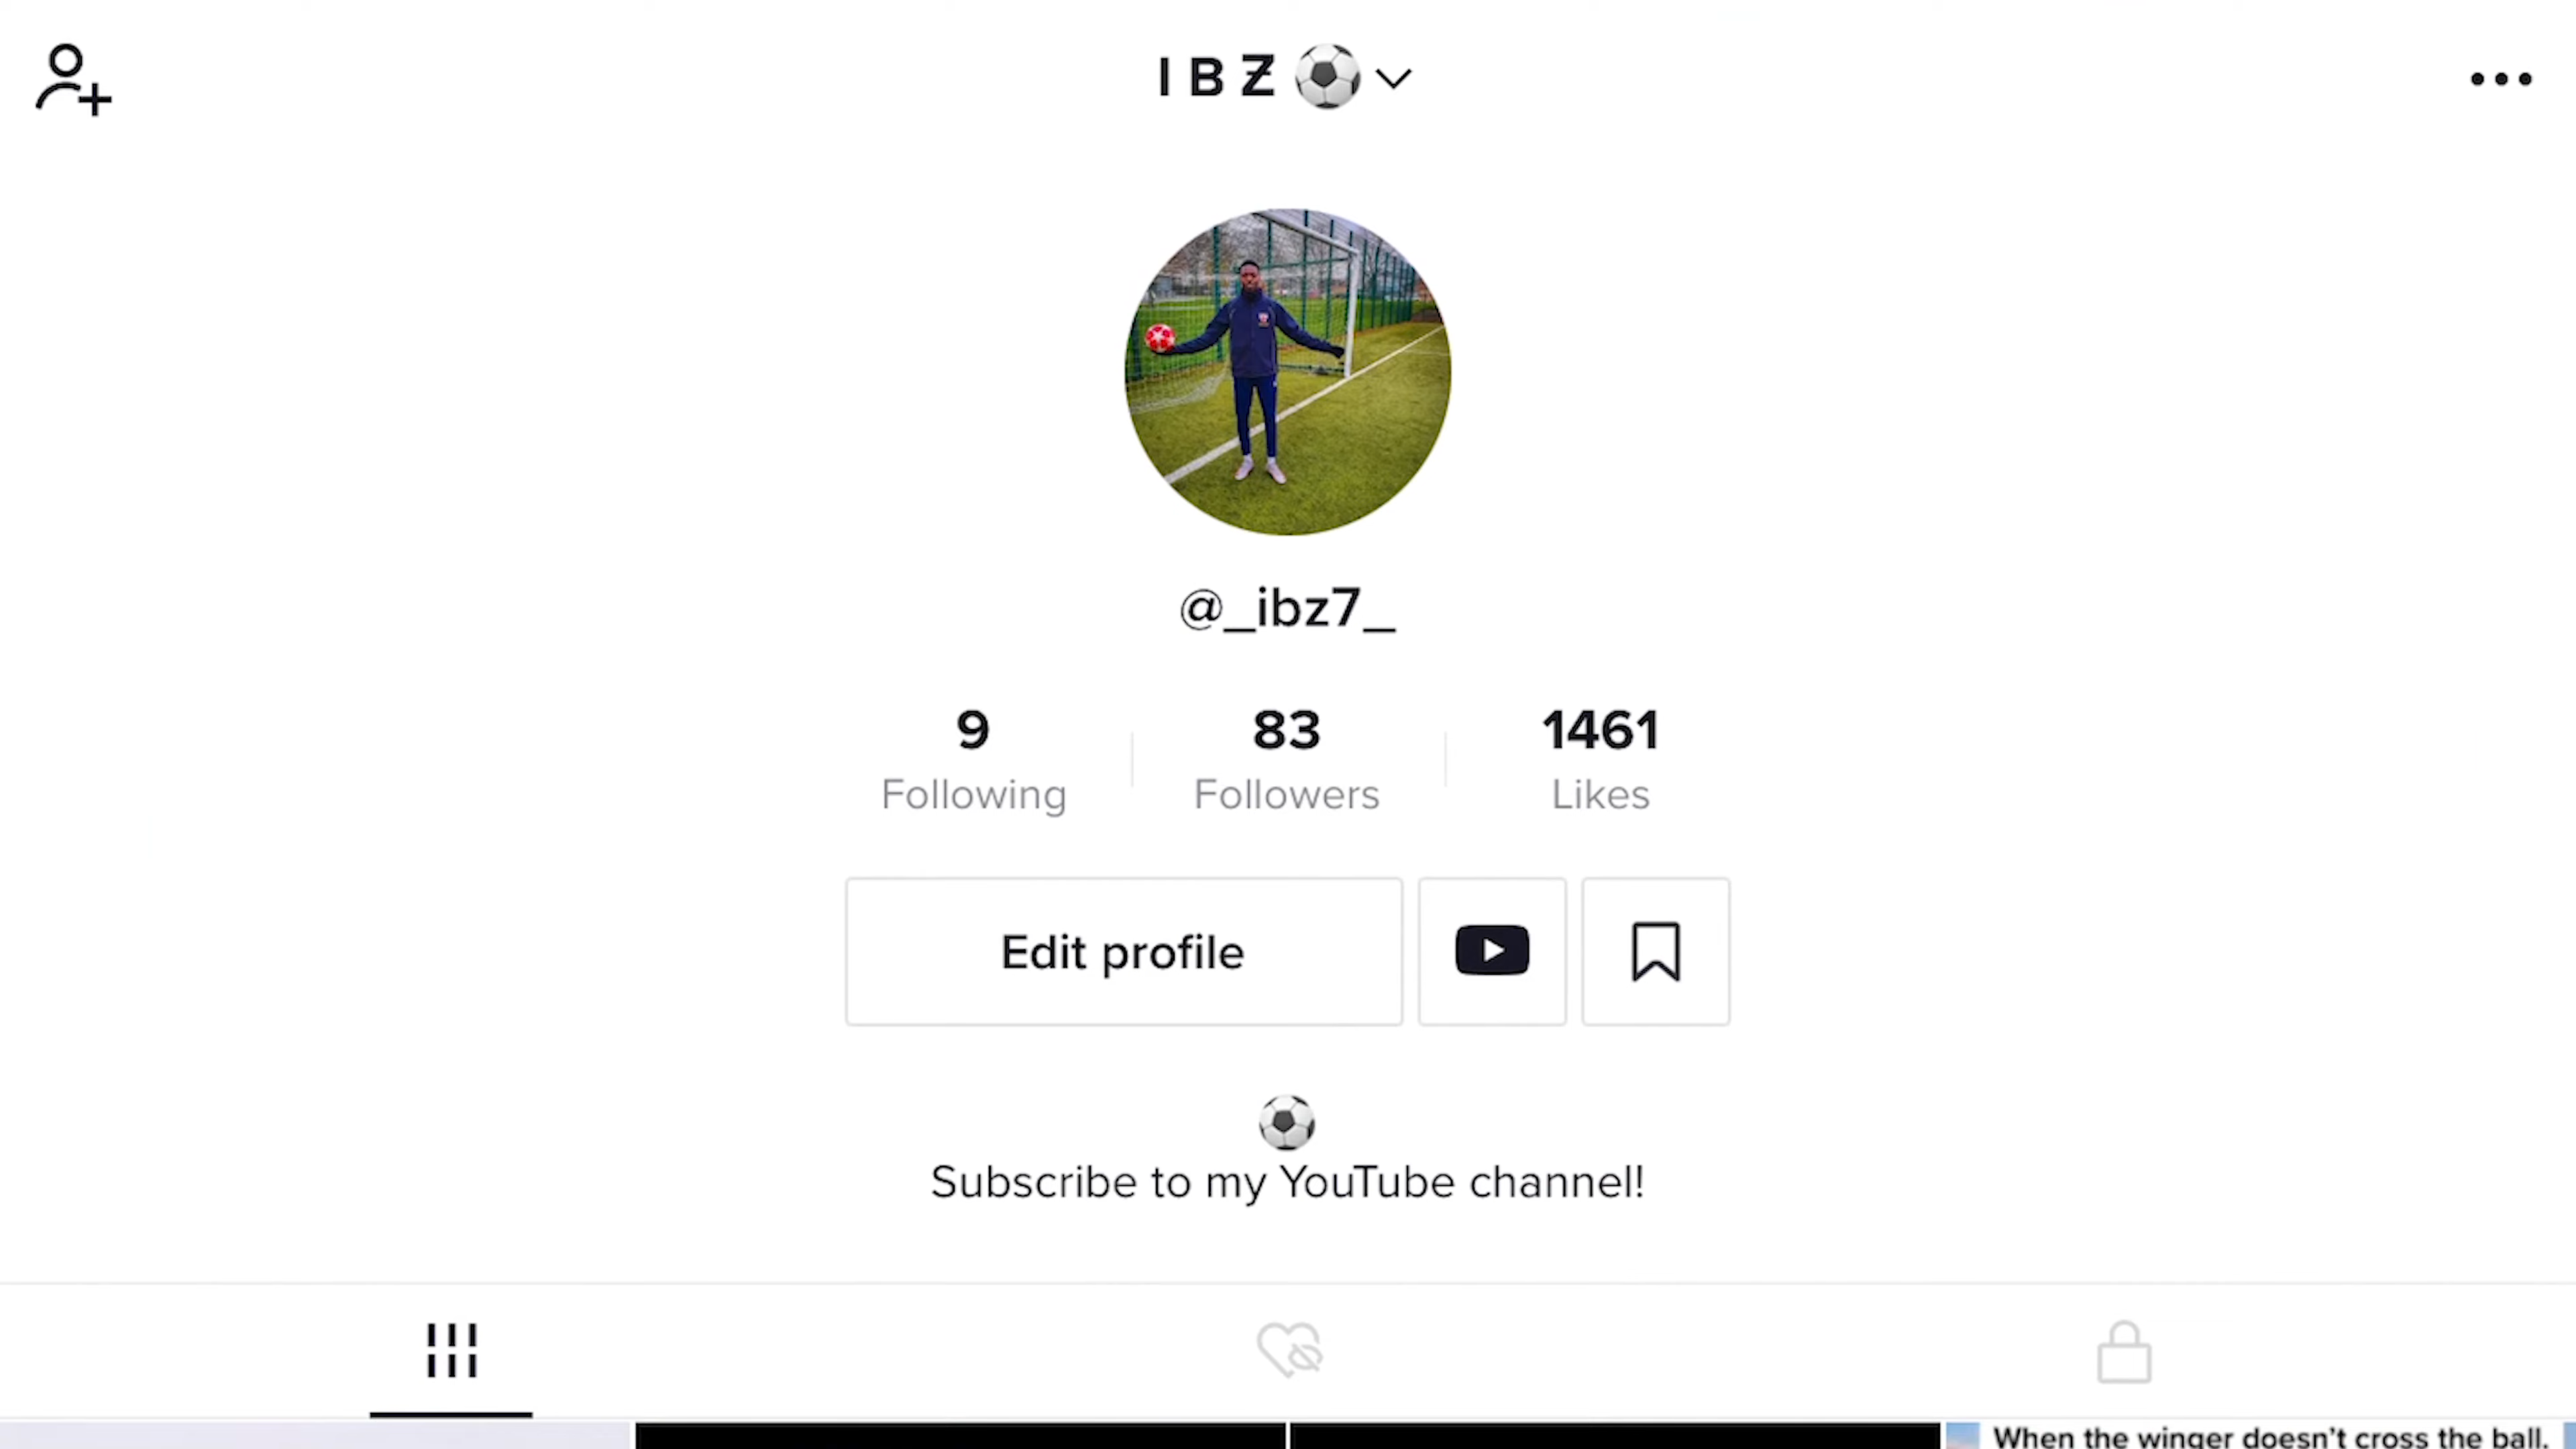 I B Ƶ ⚽
@_ibz7_
9 83 1461
Following Followers Likes
Edit profile
⚽
Subscribe to my YouTube channel!
When the winger doesn't cross the ball.